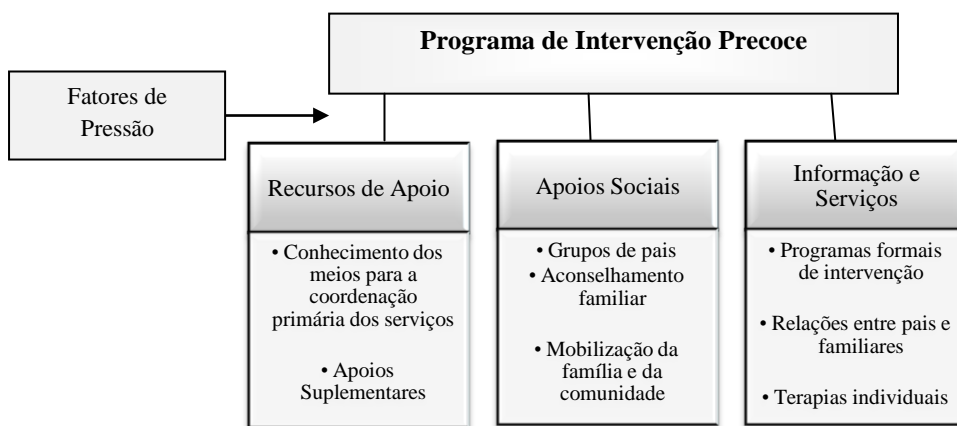 Programa de Intervenção Precoce
Fatores de
Pressão
Recursos de Apoio
• Conhecimento dos
meios para a
coordenação
primária dos serviços
• Apoios
Suplementares
Apoios Sociais
• Grupos de pais
• Aconselhamento
familiar
• Mobilização da
família e da
comunidade
Informação e
Serviços
• Programas formais
de intervenção
• Relações entre pais e
familiares
• Terapias individuais